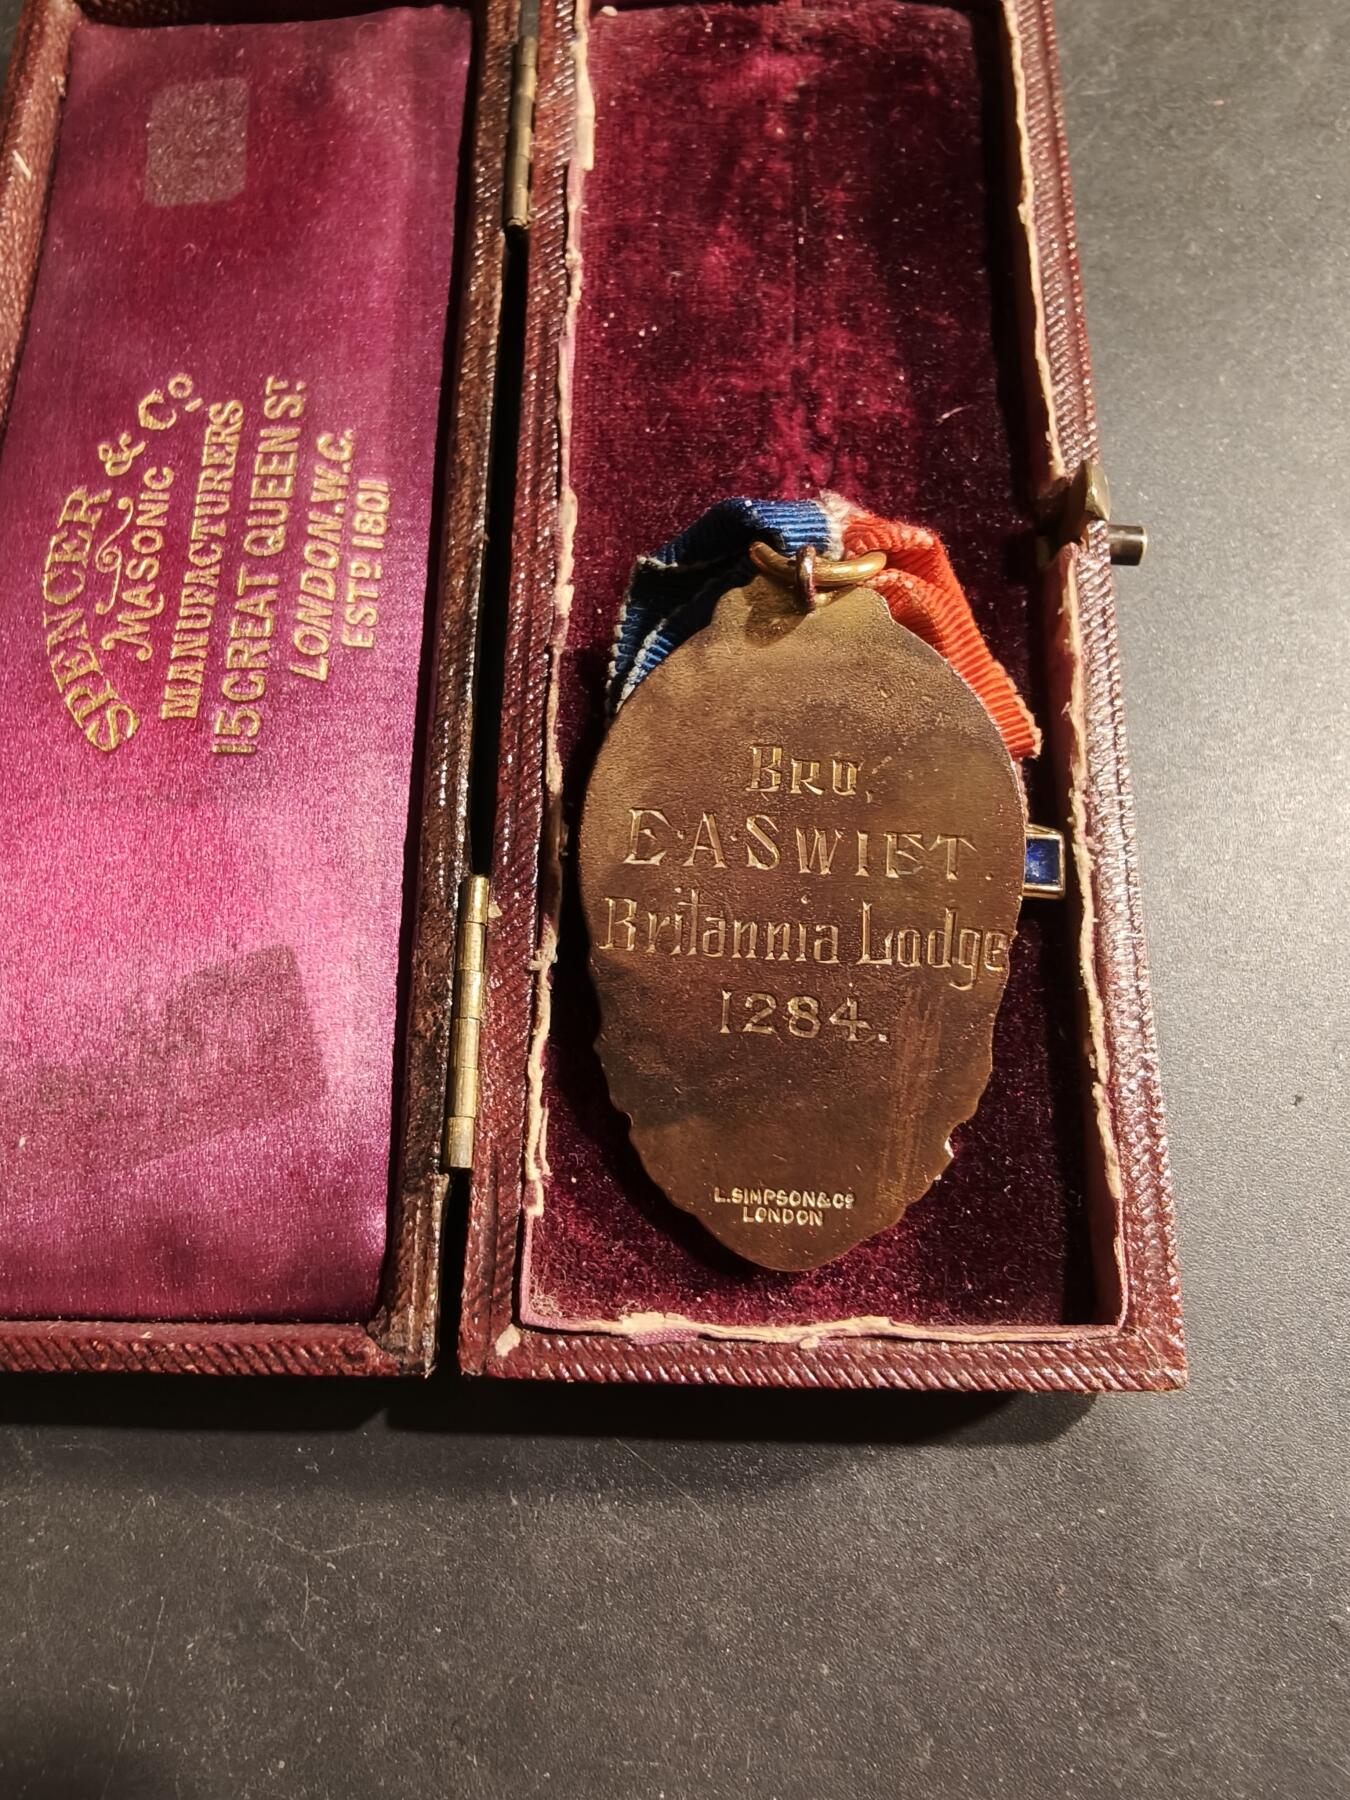 SPENCER & Co
MASONIC
MANUFACTURERS
15 GREAT QUEEN ST.
LONDON.W.C.
ESTD 1801
BRO.
E·A·SWIFT.
Britannia Lodge
1284.
L.SIMPSON&Co
LONDON